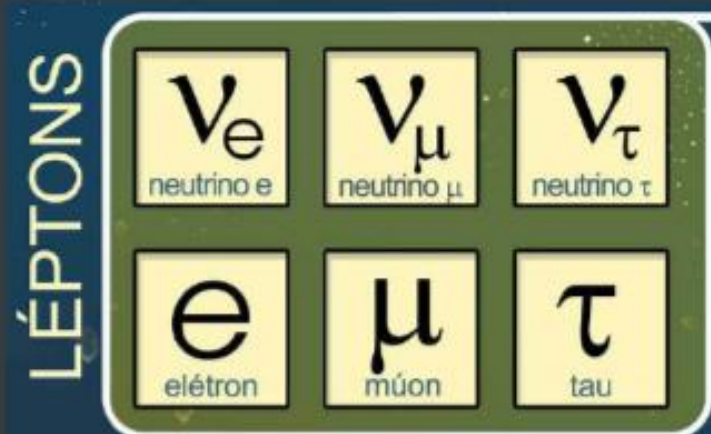 LÉPTONS
νe νμ ντ
neutrino e neutrino μ neutrino τ
e μ τ
elétron múon tau